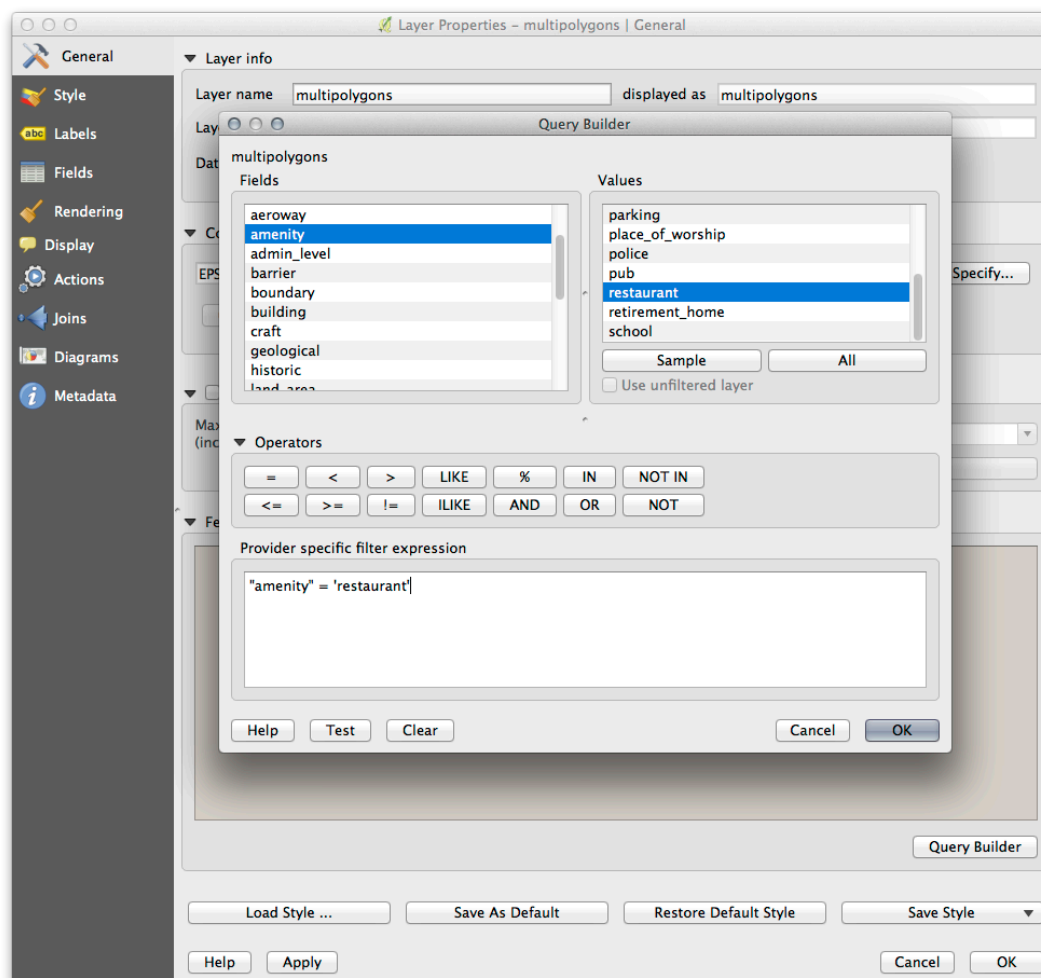 Layer Properties – multipolygons | General
General
Style
abc Labels
Fields
Rendering
Display
Actions
Joins
Diagrams
i Metadata
Layer info
Layer name multipolygons displayed as multipolygons
Query Builder
multipolygons
Fields
aeroway
amenity
admin_level
barrier
boundary
building
craft
geological
historic
land_area
Values
parking
place_of_worship
police
pub
restaurant
retirement_home
school
Sample All
Use unfiltered layer
Specify...
Operators
= < > LIKE % IN NOT IN
<= >= != ILIKE AND OR NOT
Provider specific filter expression
"amenity" = 'restaurant'
Help Test Clear Cancel OK
Query Builder
Load Style ... Save As Default Restore Default Style Save Style
Help Apply Cancel OK